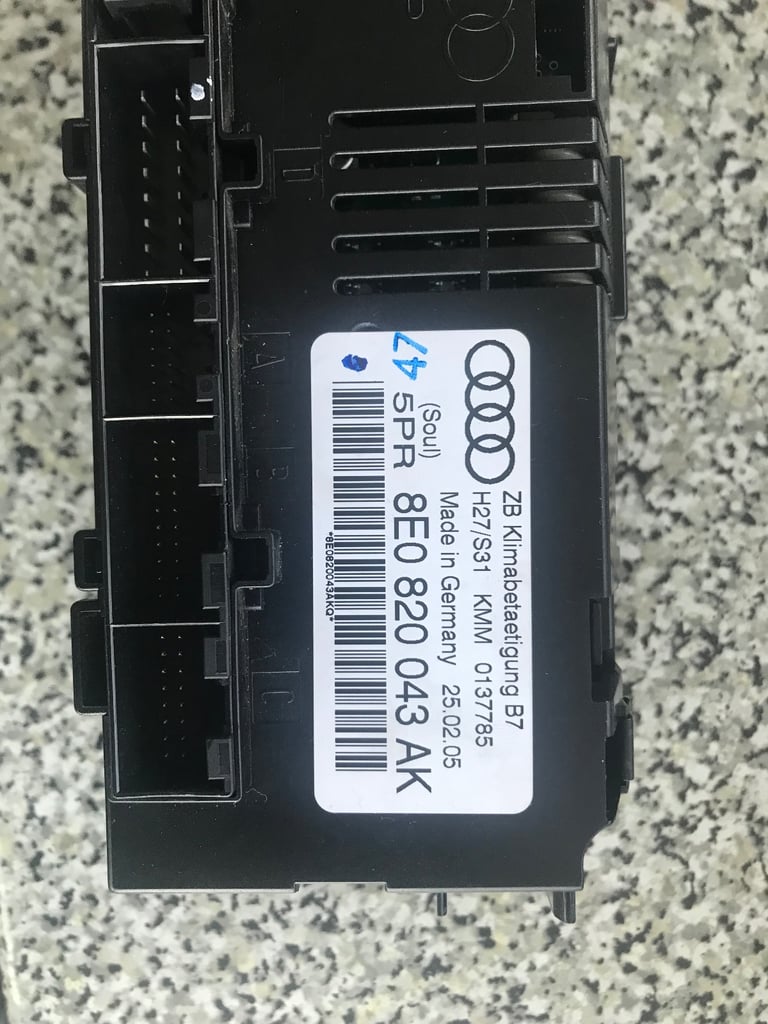 ZB Klimabetaetigung B7
H27/S31 KMM 0137785
Made in Germany 25.02.05
(Soul)
47
5PR 8E0 820 043 AK
*8E0820043AKQ*
D
A
B
C